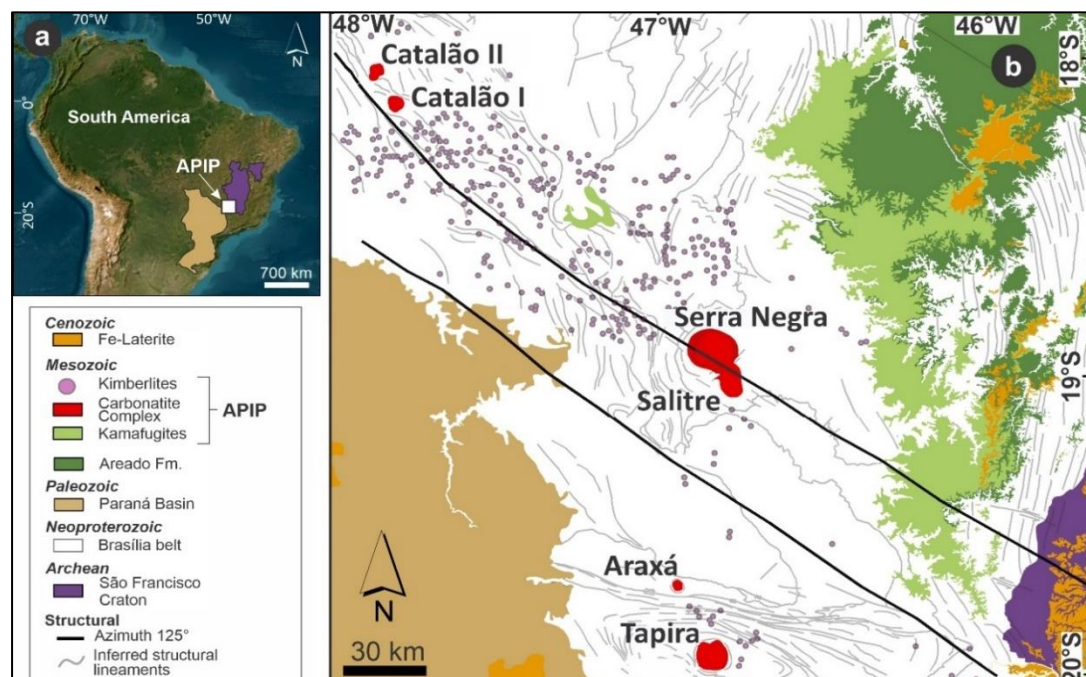 a
70°W
50°W
N
0°
South America
APIP
20°S
700 km
Cenozoic
Fe-Laterite
Mesozoic
Kimberlites
Carbonatite
Complex
APIP
Kamafugites
Areado Fm.
Paleozoic
Paraná Basin
Neoproterozoic
Brasília belt
Archean
São Francisco
Craton
Structural
Azimuth 125°
Inferred structural
lineaments
48°W
47°W
46°W
b
18°S
Catalão II
Catalão I
Serra Negra
19°S
Salitre
Araxá
N
Tapira
30 km
20°S